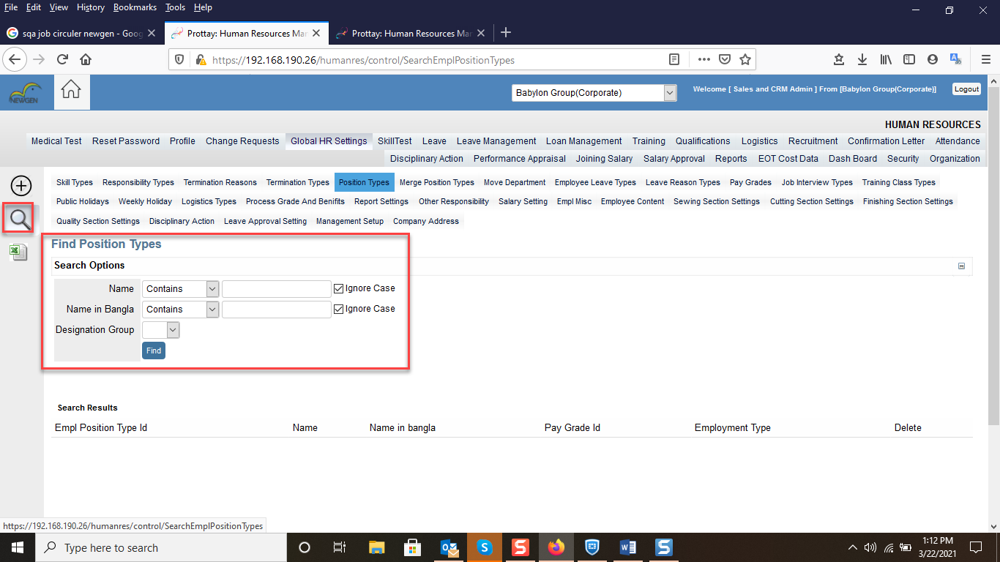 File Edit View History Bookmarks Tools Help
sqa job circuler newgen - Goog
Prottay: Human Resources Mar
Prottay: Human Resources Mar
https://192.168.190.26/humanres/control/SearchEmplPositionTypes
NEWGEN
Babylon Group(Corporate)
Welcome [ Sales and CRM Admin ] From [Babylon Group(Corporate)]
Logout
HUMAN RESOURCES
Medical Test Reset Password Profile Change Requests Global HR Settings SkillTest Leave Leave Management Loan Management Training Qualifications Logistics Recruitment Confirmation Letter Attendance
Disciplinary Action Performance Appraisal Joining Salary Salary Approval Reports EOT Cost Data Dash Board Security Organization
Skill Types Responsibility Types Termination Reasons Termination Types Position Types Merge Position Types Move Department Employee Leave Types Leave Reason Types Pay Grades Job Interview Types Training Class Types
Public Holidays Weekly Holiday Logistics Types Process Grade And Benifits Report Settings Other Responsibility Salary Setting Empl Misc Employee Content Sewing Section Settings Cutting Section Settings Finishing Section Settings
Quality Section Settings Disciplinary Action Leave Approval Setting Management Setup Company Address
Find Position Types
Search Options
Name Contains Ignore Case
Name in Bangla Contains Ignore Case
Designation Group
Find
Search Results
Empl Position Type Id Name Name in bangla Pay Grade Id Employment Type Delete
https://192.168.190.26/humanres/control/SearchEmplPositionTypes
Type here to search
1:12 PM
3/22/2021